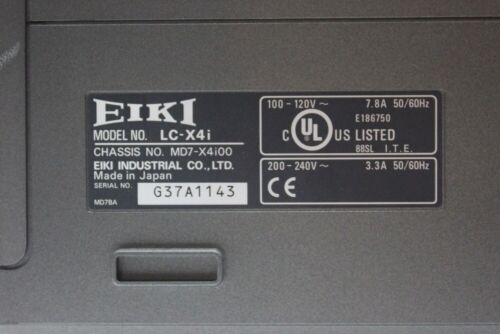 EIKI
MODEL NO. LC-X4i
CHASSIS NO. MD7-X4i00
EIKI INDUSTRIAL CO., LTD.
Made in Japan
SERIAL NO. G37A1143
MD7BA
100-120V~ 7.8A 50/60Hz
E186750
C UL US LISTED
88SL I.T.E.
200-240V~ 3.3A 50/60Hz
CE